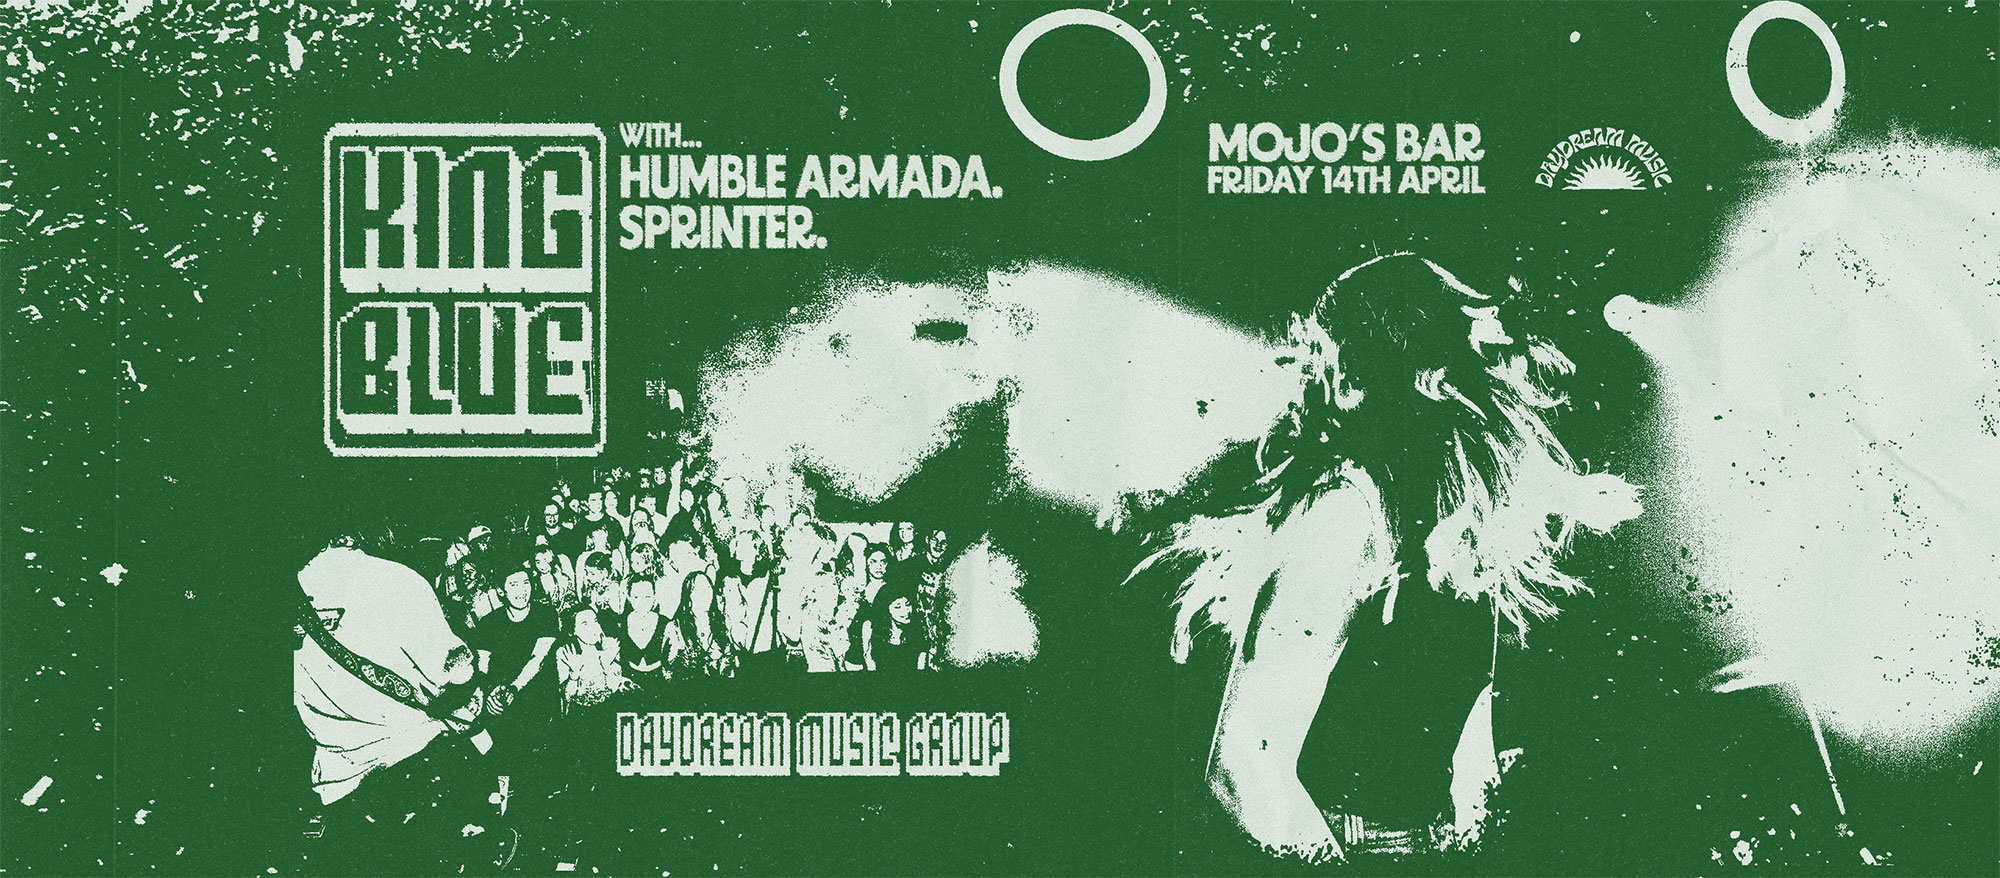 KING
BLUE
WITH...
HUMBLE ARMADA.
SPRINTER.
MOJO'S BAR
FRIDAY 14TH APRIL
DAYDREAM MUSIC
DAYDREAM MUSIC GROUP